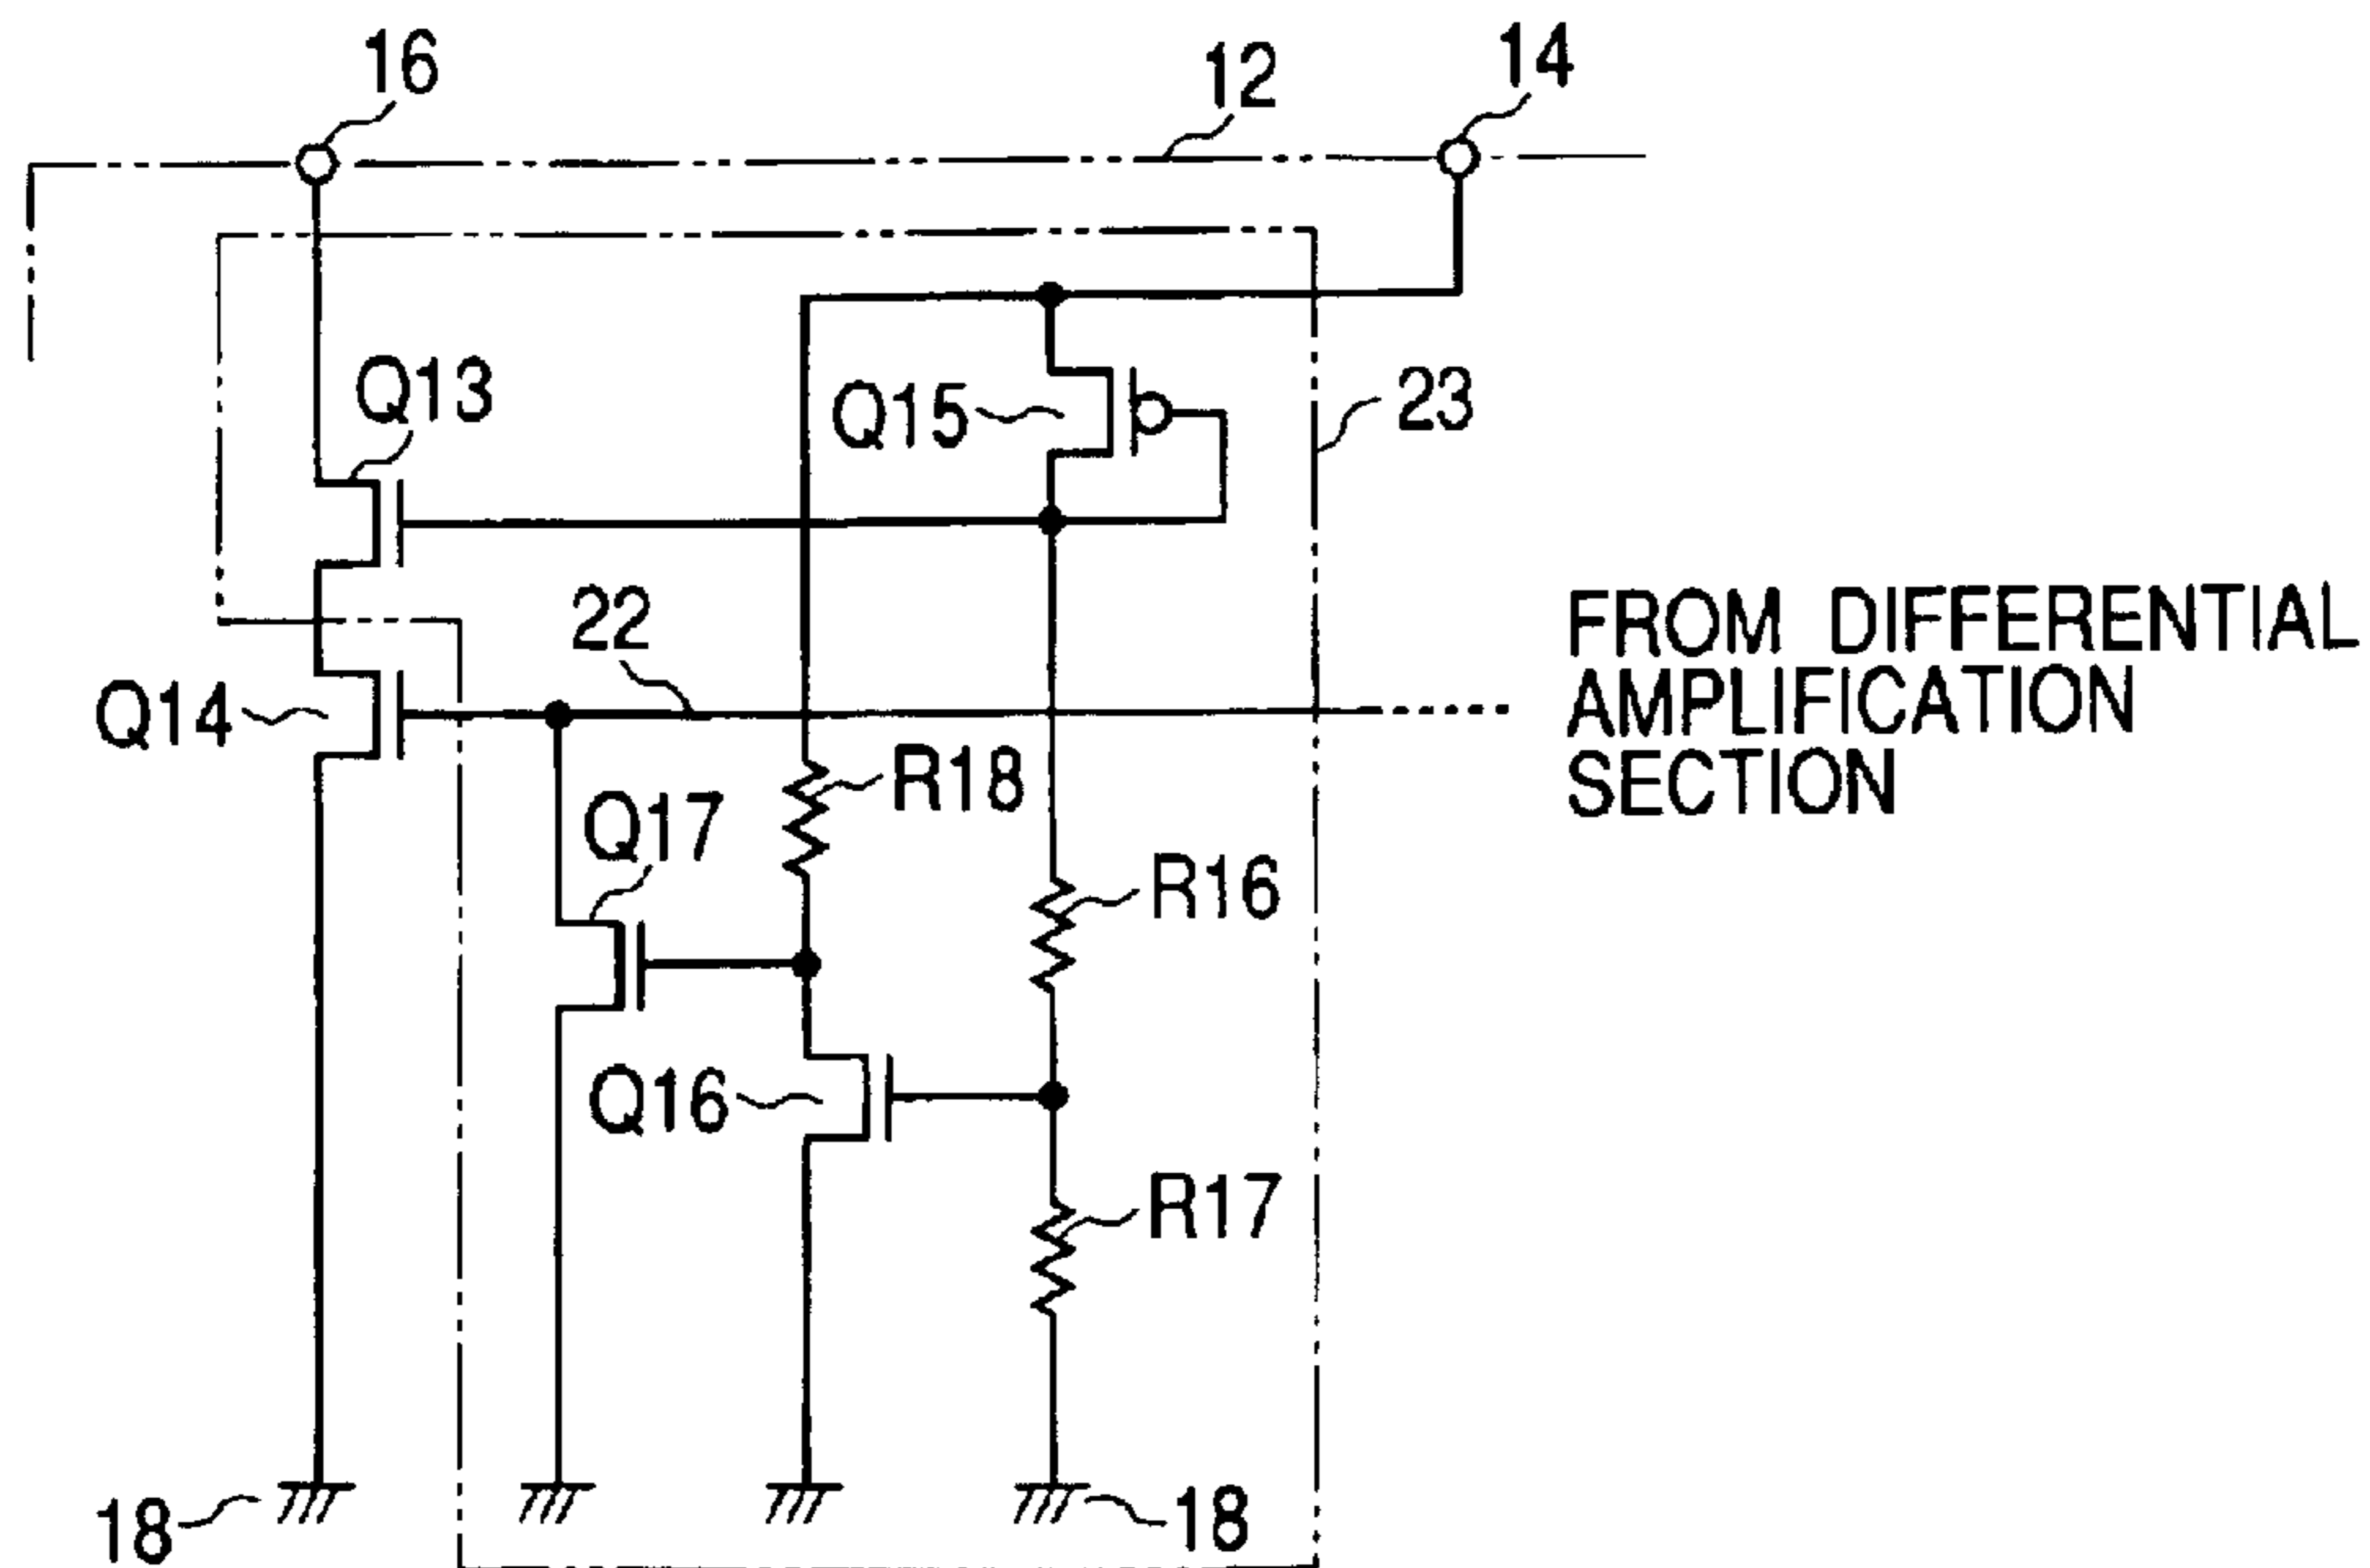 16
12
14
Q13
Q15
23
22
FROM DIFFERENTIAL
AMPLIFICATION
SECTION
Q14
R18
Q17
R16
Q16
R17
18
18